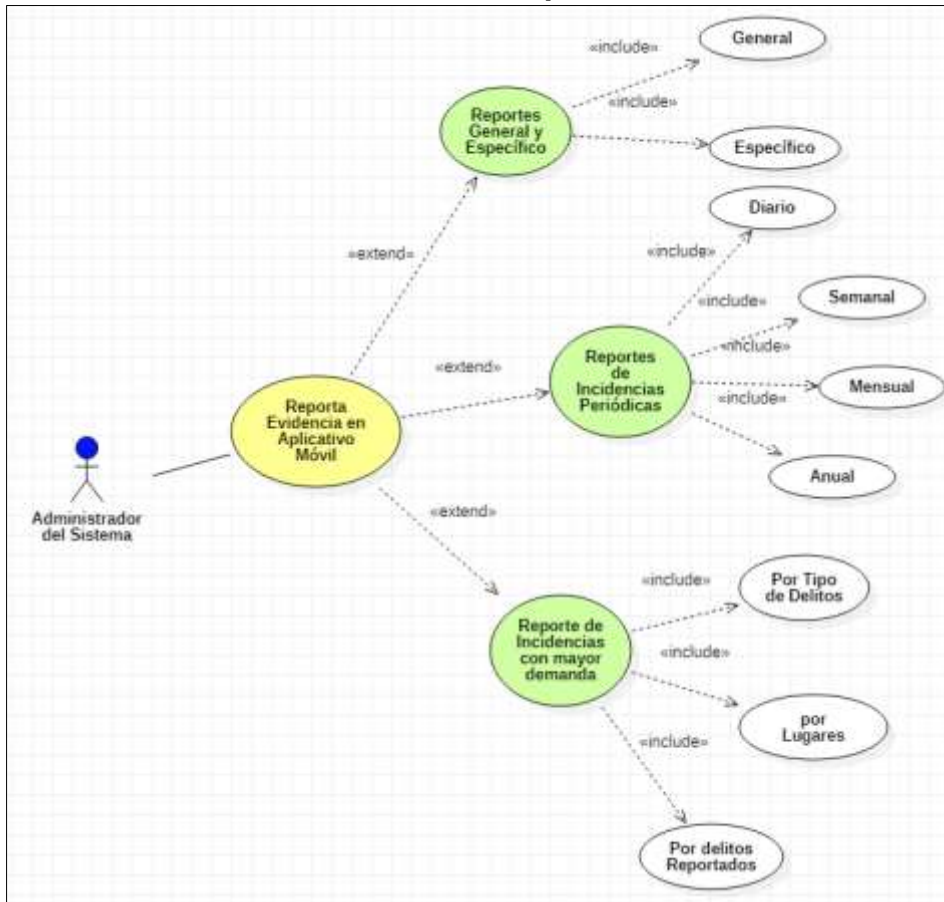 «include»
General
«include»
Reportes
General y
Específico
Específico
Diario
«extend»
«include»
«include»
Semanal
«include»
Reportes
de
Incidencias
Periódicas
«extend»
Mensual
«include»
Reporta
Evidencia en
Aplicativo
Móvil
Anual
Administrador
del Sistema
«extend»
«include»
Por Tipo
de Delitos
Reporte de
Incidencias
con mayor
demanda
«include»
por
Lugares
«include»
Por delitos
Reportados